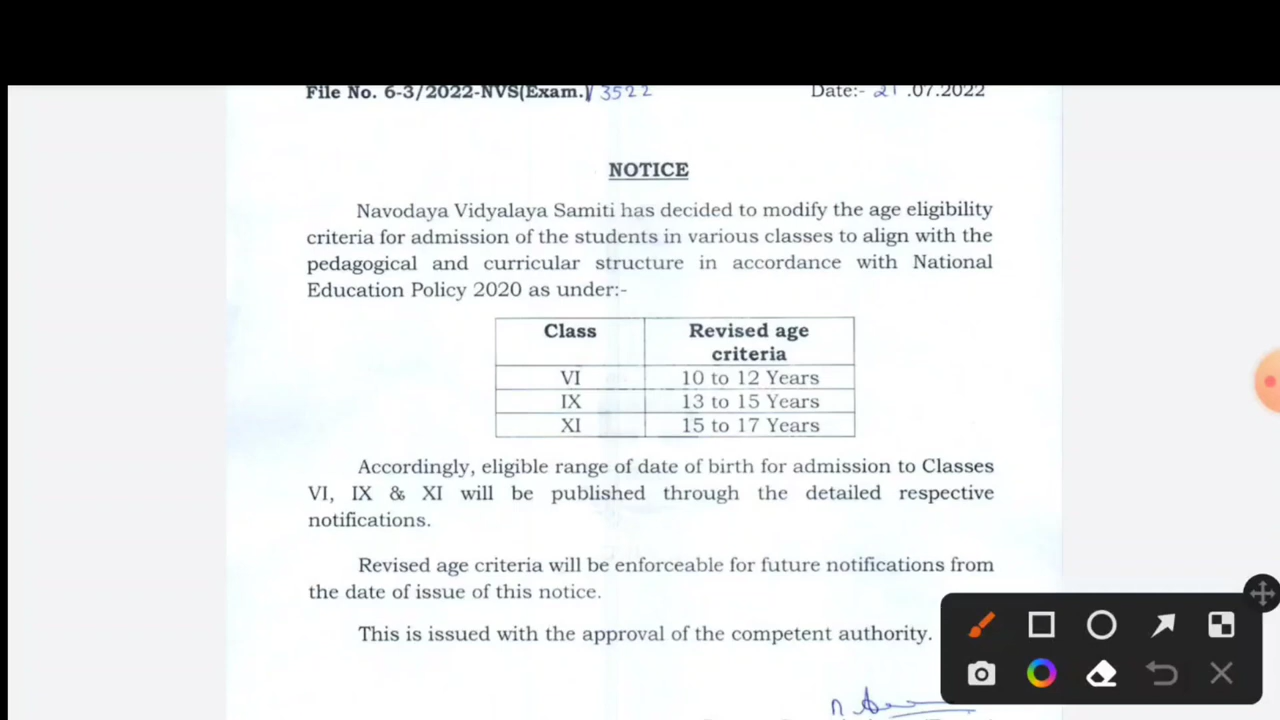 File No. 6-3/2022-NVS(Exam.)/ 3522 Date:- 21 .07.2022
NOTICE
Navodaya Vidyalaya Samiti has decided to modify the age eligibility
criteria for admission of the students in various classes to align with the
pedagogical and curricular structure in accordance with National
Education Policy 2020 as under:-
Class Revised age
criteria
VI 10 to 12 Years
IX 13 to 15 Years
XI 15 to 17 Years
Accordingly, eligible range of date of birth for admission to Classes
VI, IX & XI will be published through the detailed respective
notifications.
Revised age criteria will be enforceable for future notifications from
the date of issue of this notice.
This is issued with the approval of the competent authority.